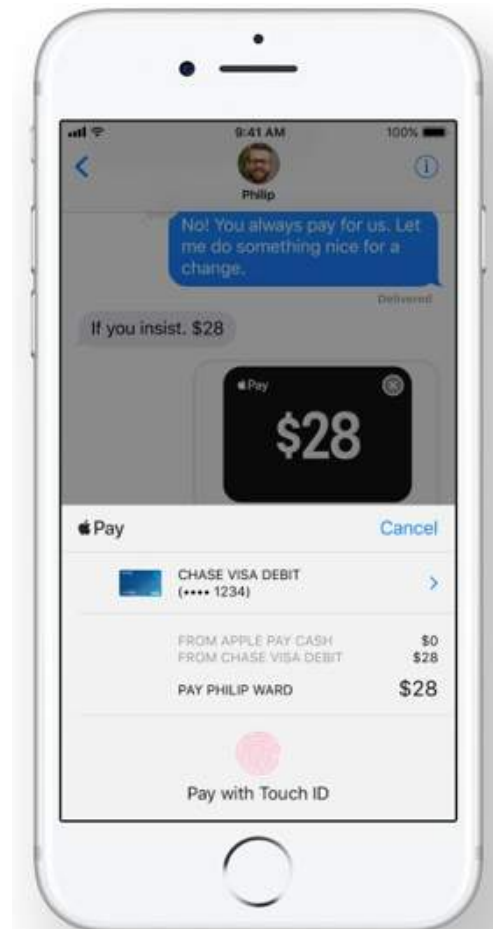 9:41 AM 100%
Philip
No! You always pay for us. Let
me do something nice for a
change.
Delivered
If you insist. $28
Pay
$28
Pay Cancel
CHASE VISA DEBIT
(•••• 1234)
FROM APPLE PAY CASH $0
FROM CHASE VISA DEBIT $28
PAY PHILIP WARD $28
Pay with Touch ID